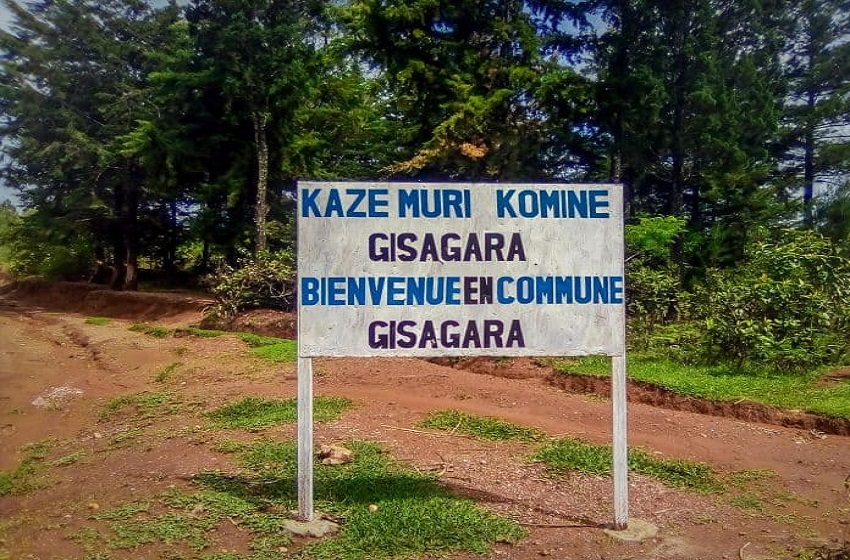 KAZE MURI KOMINE
GISAGARA
BIENVENUE EN COMMUNE
GISAGARA